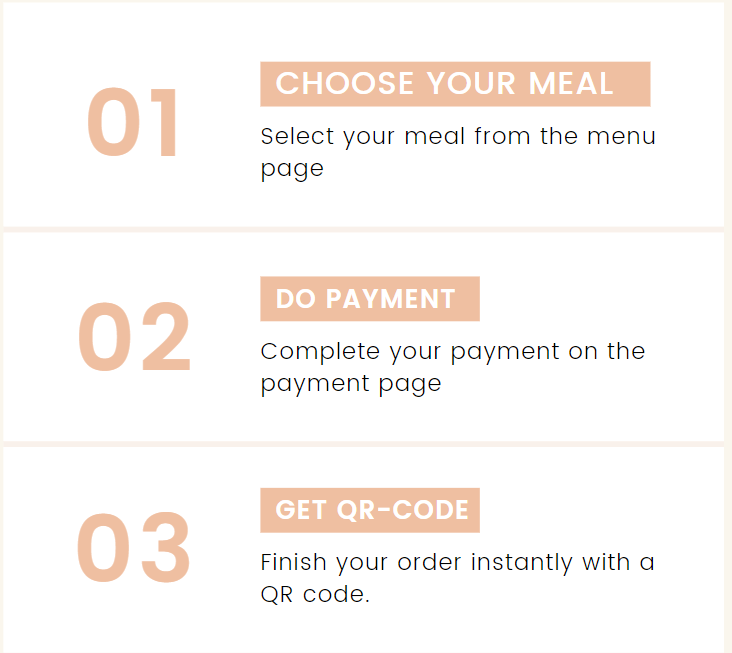 01
CHOOSE YOUR MEAL
Select your meal from the menu
page
02
DO PAYMENT
Complete your payment on the
payment page
03
GET QR-CODE
Finish your order instantly with a
QR code.